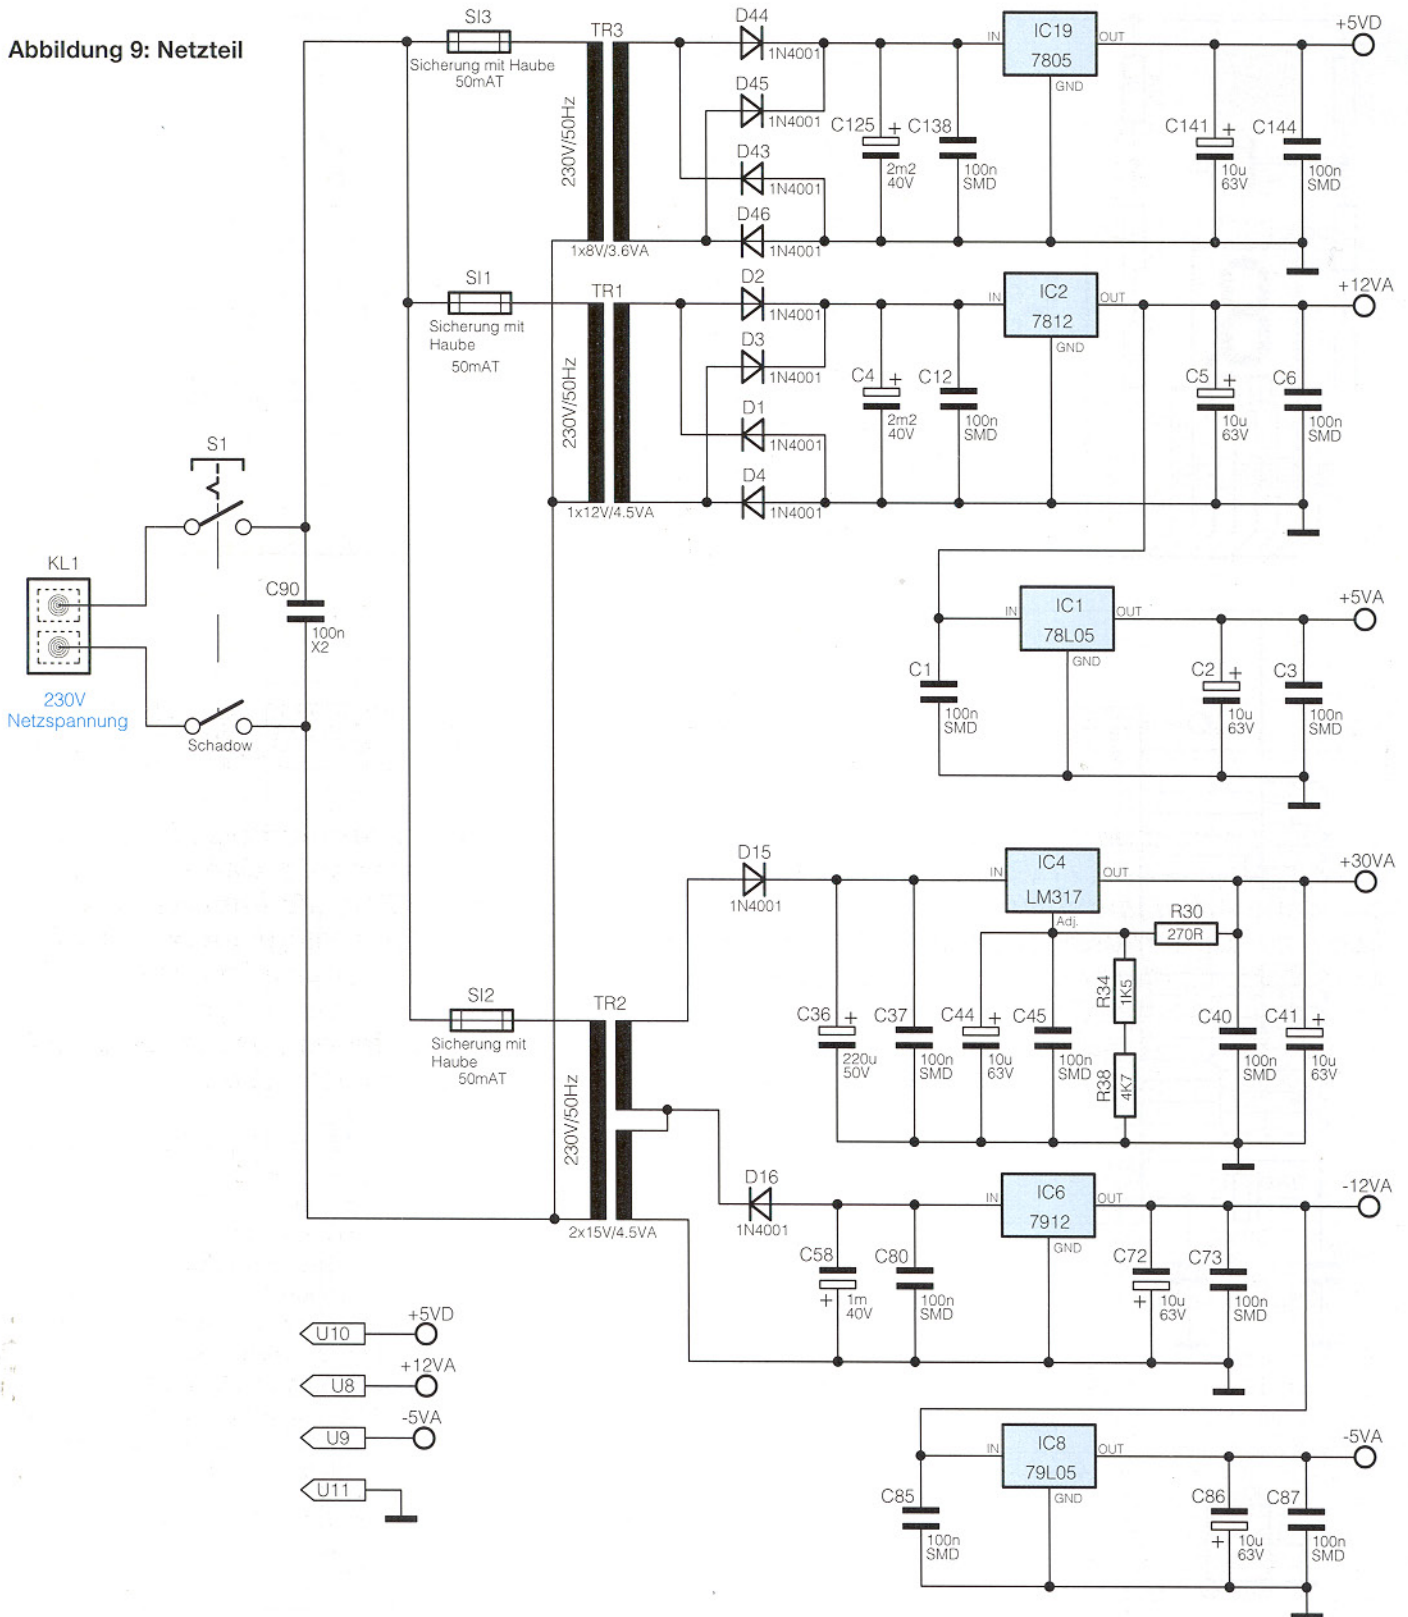 Abbildung 9: Netzteil
SI3
Sicherung mit Haube
50mAT
TR3
230V/50Hz
1x8V/3.6VA
D44
1N4001
D45
1N4001
D43
1N4001
D46
1N4001
C125
+
2m2
40V
C138
100n
SMD
IN
IC19
7805
OUT
GND
C141
+
10u
63V
C144
100n
SMD
+5VD
SI1
Sicherung mit
Haube
50mAT
TR1
230V/50Hz
1x12V/4.5VA
D2
1N4001
D3
1N4001
D1
1N4001
D4
1N4001
C4
+
2m2
40V
C12
100n
SMD
IN
IC2
7812
OUT
GND
C5
+
10u
63V
C6
100n
SMD
+12VA
S1
KL1
230V
Netzspannung
Schadow
C90
100n
X2
IN
IC1
78L05
OUT
GND
C1
100n
SMD
C2
+
10u
63V
C3
100n
SMD
+5VA
SI2
Sicherung mit
Haube
50mAT
TR2
230V/50Hz
2x15V/4.5VA
D15
1N4001
IN
IC4
LM317
OUT
Adj.
R30
270R
R34
1K5
R38
4K7
C36
+
220u
50V
C37
100n
SMD
C44
+
10u
63V
C45
100n
SMD
C40
100n
SMD
C41
+
10u
63V
+30VA
D16
1N4001
IN
IC6
7912
OUT
GND
C58
+
1m
40V
C80
100n
SMD
C72
+
10u
63V
C73
100n
SMD
-12VA
U10
+5VD
U8
+12VA
U9
-5VA
U11
IN
IC8
79L05
OUT
GND
C85
100n
SMD
C86
+
10u
63V
C87
100n
SMD
-5VA